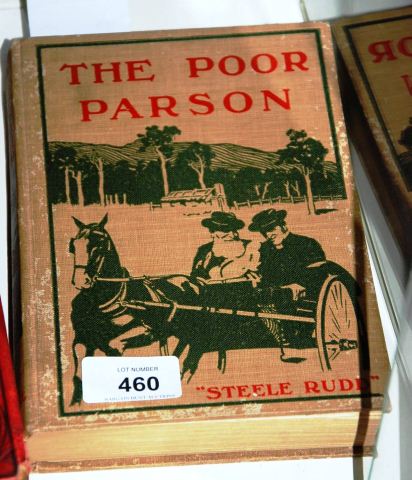 THE POOR
PARSON
LOT NUMBER
460
"STEELE RUDD"